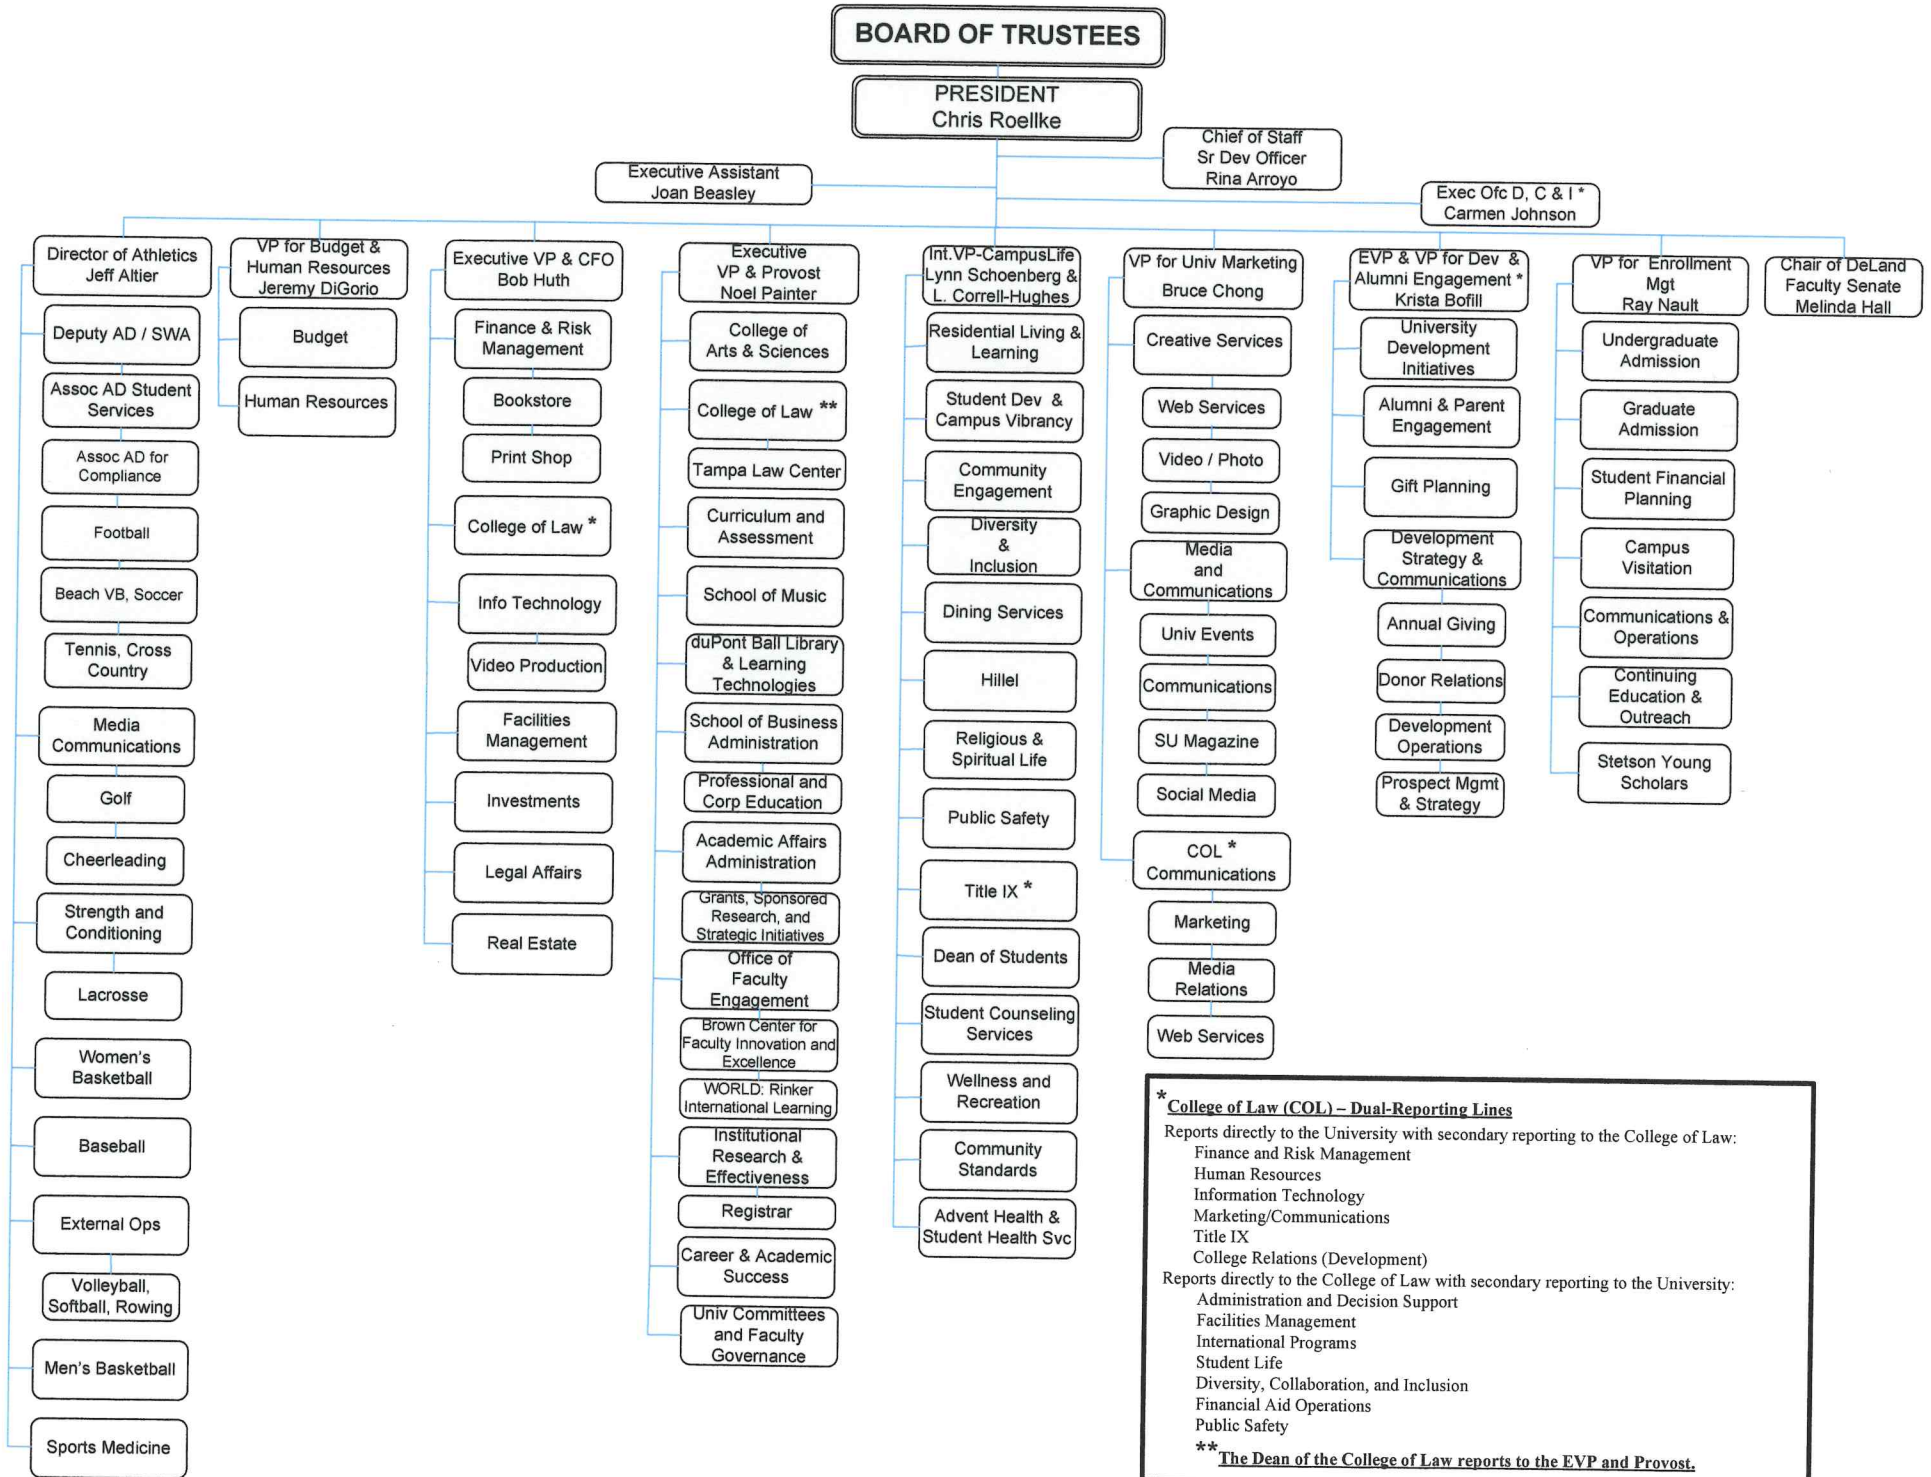 BOARD OF TRUSTEES
PRESIDENT
Chris Roellke
Chief of Staff
Sr Dev Officer
Rina Arroyo
Executive Assistant
Joan Beasley
Exec Ofc D, C & I *
Carmen Johnson
Director of Athletics
Jeff Altier
Deputy AD / SWA
Assoc AD Student
Services
Assoc AD for
Compliance
Football
Beach VB, Soccer
Tennis, Cross
Country
Media
Communications
Golf
Cheerleading
Strength and
Conditioning
Lacrosse
Women's
Basketball
Baseball
External Ops
Volleyball,
Softball, Rowing
Men's Basketball
Sports Medicine
VP for Budget &
Human Resources
Jeremy DiGorio
Budget
Human Resources
Executive VP & CFO
Bob Huth
Finance & Risk
Management
Bookstore
Print Shop
College of Law *
Info Technology
Video Production
Facilities
Management
Investments
Legal Affairs
Real Estate
Executive
VP & Provost
Noel Painter
College of
Arts & Sciences
College of Law **
Tampa Law Center
Curriculum and
Assessment
School of Music
duPont Ball Library
& Learning
Technologies
School of Business
Administration
Professional and
Corp Education
Academic Affairs
Administration
Grants, Sponsored
Research, and
Strategic Initiatives
Office of
Faculty
Engagement
Brown Center for
Faculty Innovation and
Excellence
WORLD: Rinker
International Learning
Institutional
Research &
Effectiveness
Registrar
Career & Academic
Success
Univ Committees
and Faculty
Governance
Int.VP-CampusLife
Lynn Schoenberg &
L. Correll-Hughes
Residential Living &
Learning
Student Dev &
Campus Vibrancy
Community
Engagement
Diversity
&
Inclusion
Dining Services
Hillel
Religious &
Spiritual Life
Public Safety
Title IX *
Dean of Students
Student Counseling
Services
Wellness and
Recreation
Community
Standards
Advent Health &
Student Health Svc
VP for Univ Marketing
Bruce Chong
Creative Services
Web Services
Video / Photo
Graphic Design
Media
and
Communications
Univ Events
Communications
SU Magazine
Social Media
COL *
Communications
Marketing
Media
Relations
Web Services
EVP & VP for Dev &
Alumni Engagement *
Krista Bofill
University
Development
Initiatives
Alumni & Parent
Engagement
Gift Planning
Development
Strategy &
Communications
Annual Giving
Donor Relations
Development
Operations
Prospect Mgmt
& Strategy
VP for Enrollment
Mgt
Ray Nault
Undergraduate
Admission
Graduate
Admission
Student Financial
Planning
Campus
Visitation
Communications &
Operations
Continuing
Education &
Outreach
Stetson Young
Scholars
Chair of DeLand
Faculty Senate
Melinda Hall
* College of Law (COL) – Dual-Reporting Lines
Reports directly to the University with secondary reporting to the College of Law:
Finance and Risk Management
Human Resources
Information Technology
Marketing/Communications
Title IX
College Relations (Development)
Reports directly to the College of Law with secondary reporting to the University:
Administration and Decision Support
Facilities Management
International Programs
Student Life
Diversity, Collaboration, and Inclusion
Financial Aid Operations
Public Safety
** The Dean of the College of Law reports to the EVP and Provost.